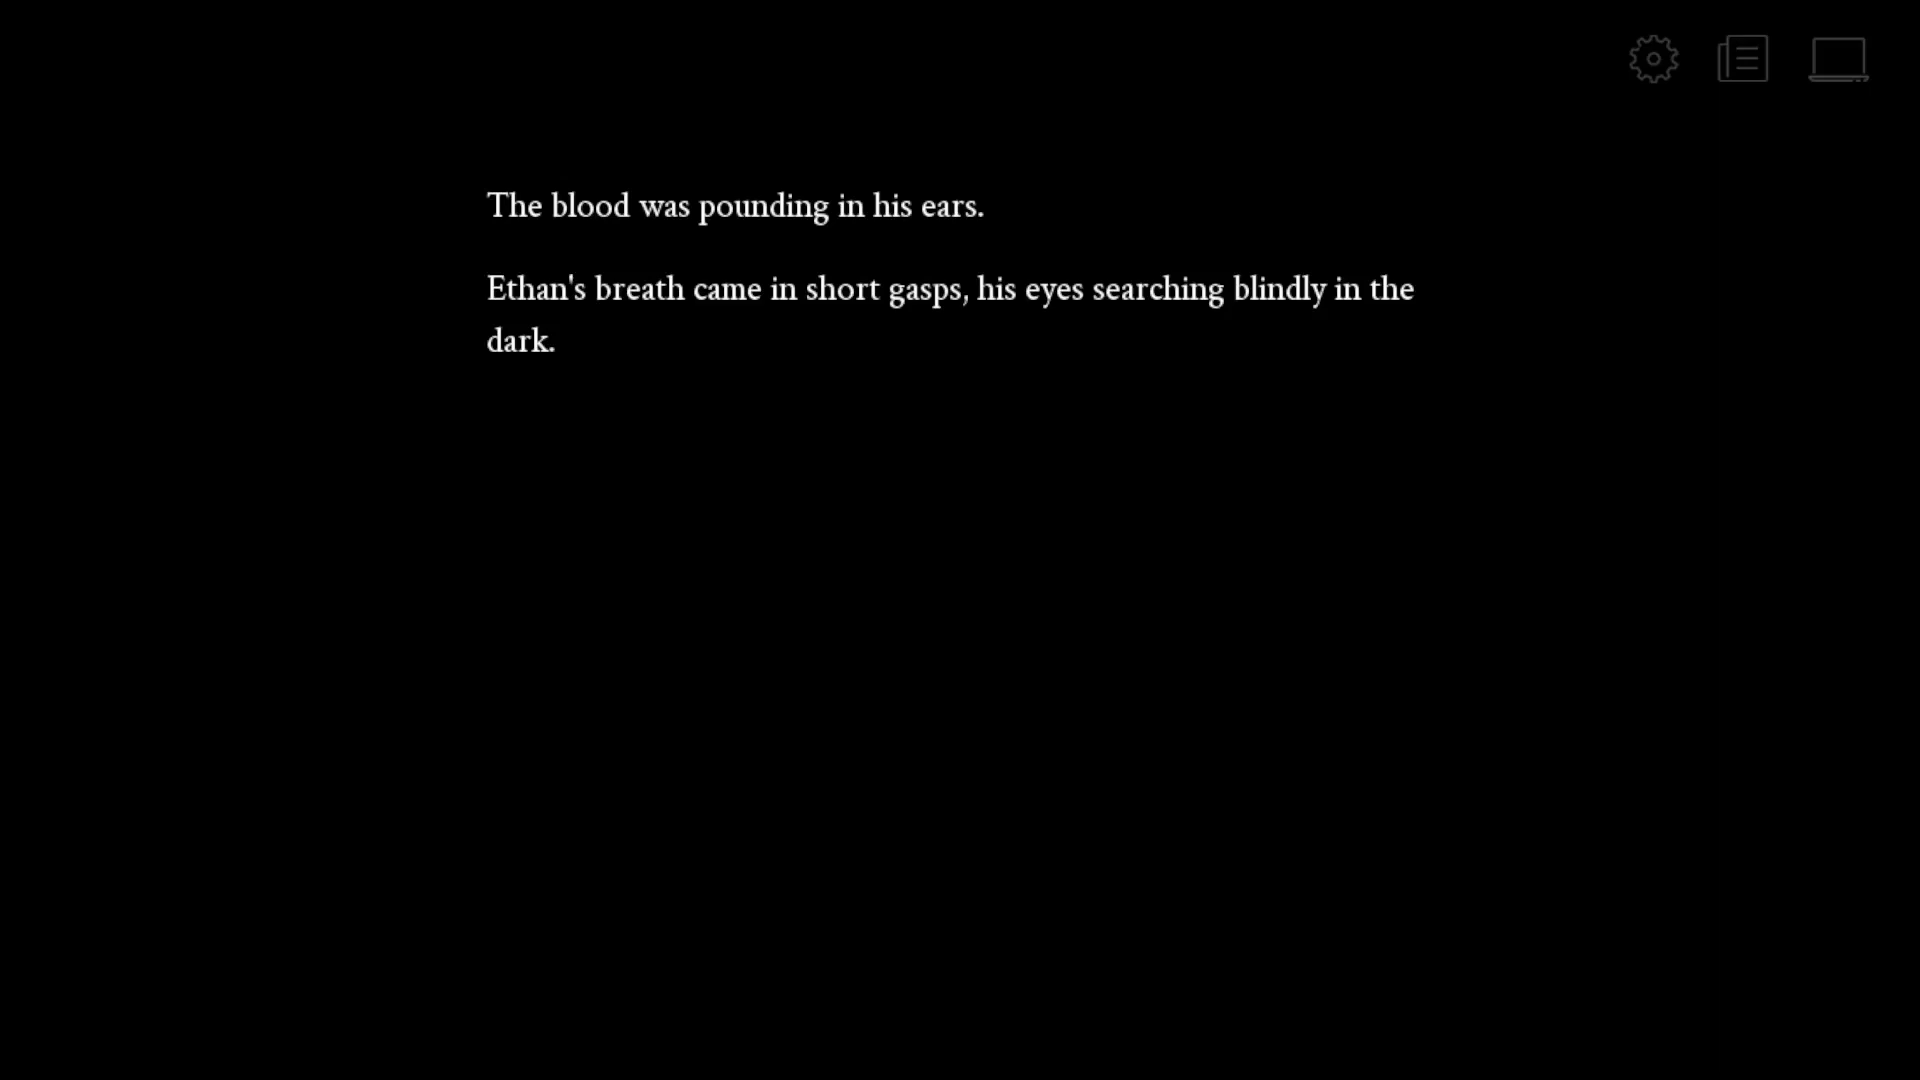 The blood was pounding in his ears.
Ethan's breath came in short gasps, his eyes searching blindly in the
dark.